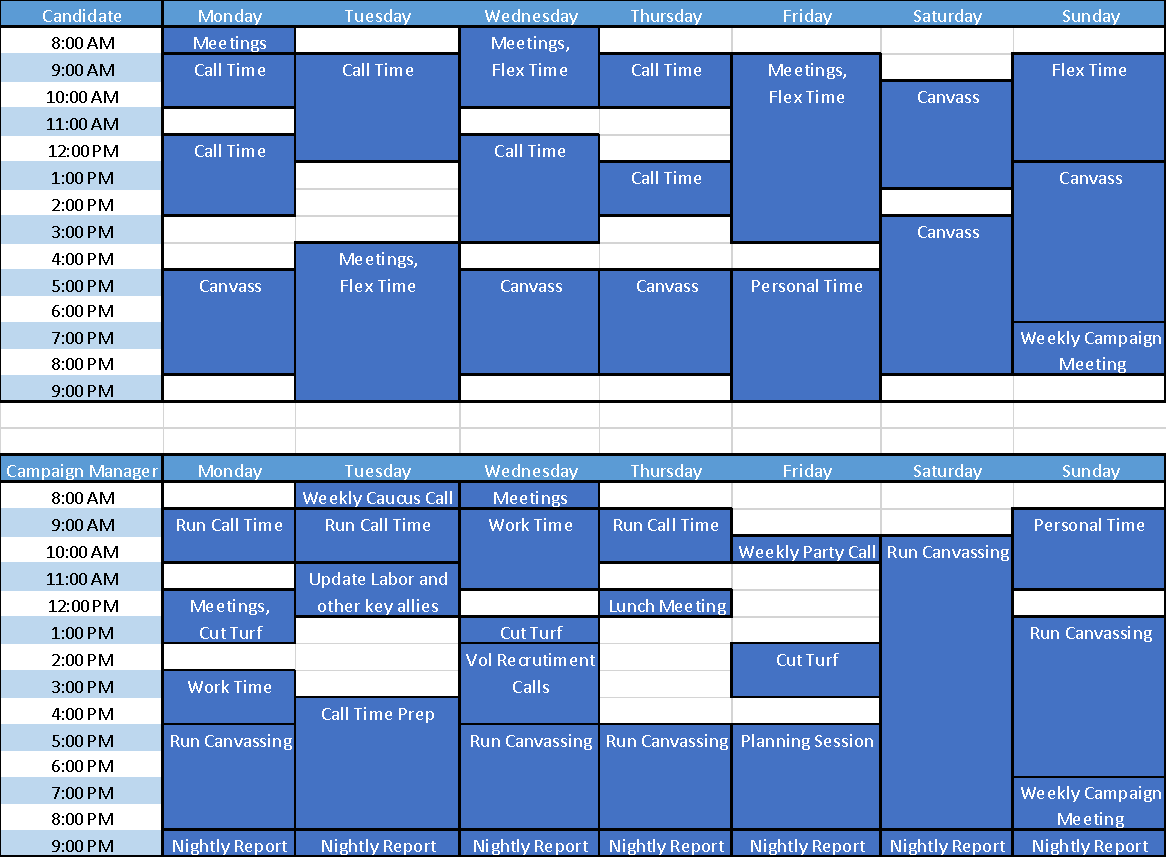 Candidate Monday Tuesday Wednesday Thursday Friday Saturday Sunday
8:00 AM Meetings Meetings,
9:00 AM Call Time Call Time Flex Time Call Time Meetings, Flex Time
10:00 AM Flex Time Canvass
11:00 AM
12:00 PM Call Time Call Time
1:00 PM Call Time Canvass
2:00 PM
3:00 PM Canvass
4:00 PM Meetings,
5:00 PM Canvass Flex Time Canvass Canvass Personal Time
6:00 PM
7:00 PM Weekly Campaign
8:00 PM Meeting
9:00 PM
Campaign Manager Monday Tuesday Wednesday Thursday Friday Saturday Sunday
8:00 AM Weekly Caucus Call Meetings
9:00 AM Run Call Time Run Call Time Work Time Run Call Time Personal Time
10:00 AM Weekly Party Call Run Canvassing
11:00 AM Update Labor and
12:00 PM Meetings, other key allies Lunch Meeting
1:00 PM Cut Turf Cut Turf Run Canvassing
2:00 PM Vol Recrutiment Cut Turf
3:00 PM Work Time Calls
4:00 PM Call Time Prep
5:00 PM Run Canvassing Run Canvassing Run Canvassing Planning Session
6:00 PM
7:00 PM Weekly Campaign
8:00 PM Meeting
9:00 PM Nightly Report Nightly Report Nightly Report Nightly Report Nightly Report Nightly Report Nightly Report